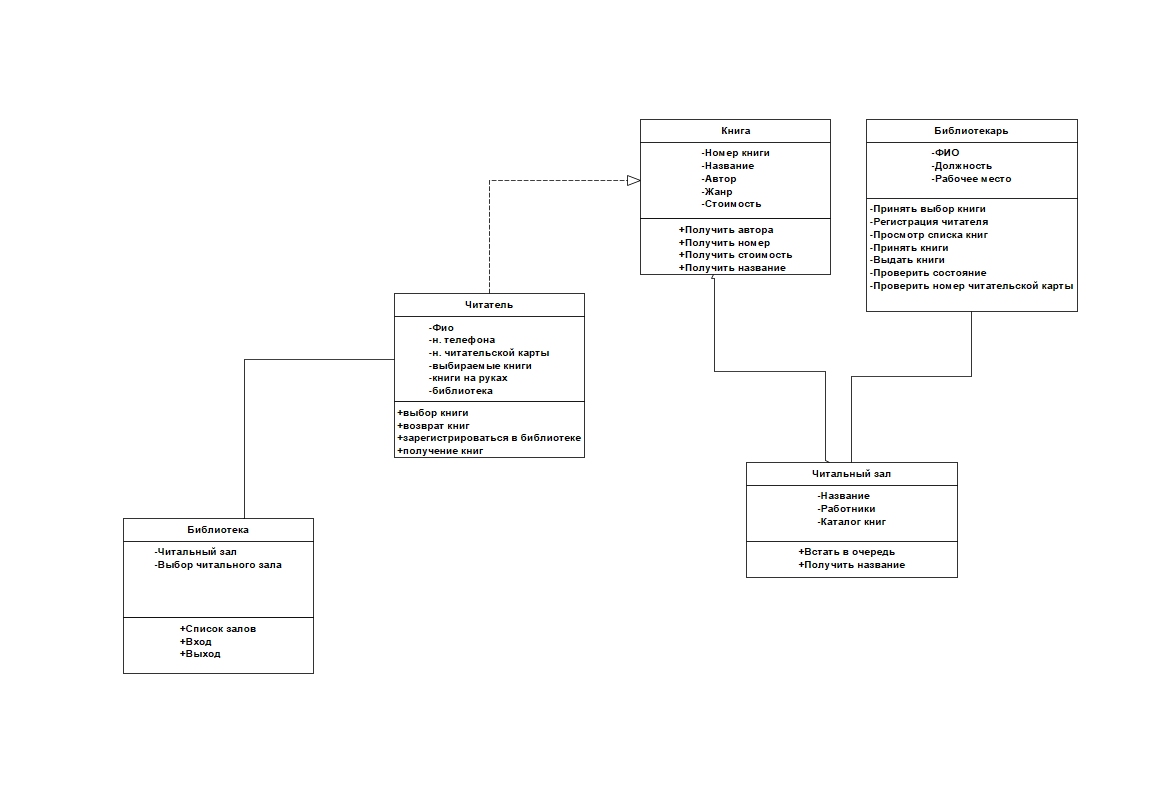 Книга
-Номер книги
-Название
-Автор
-Жанр
-Стоимость
+Получить автора
+Получить номер
+Получить стоимость
+Получить название
Библиотекарь
-ФИО
-Должность
-Рабочее место
-Принять выбор книги
-Регистрация читателя
-Просмотр списка книг
-Принять книги
-Выдать книги
-Проверить состояние
-Проверить номер читательской карты
Читатель
-Фио
-н. телефона
-н. читательской карты
-выбираемые книги
-книги на руках
-библиотека
+выбор книги
+возврат книг
+зарегистрироваться в библиотеке
+получение книг
Читальный зал
-Название
-Работники
-Каталог книг
+Встать в очередь
+Получить название
Библиотека
-Читальный зал
-Выбор читального зала
+Список залов
+Вход
+Выход